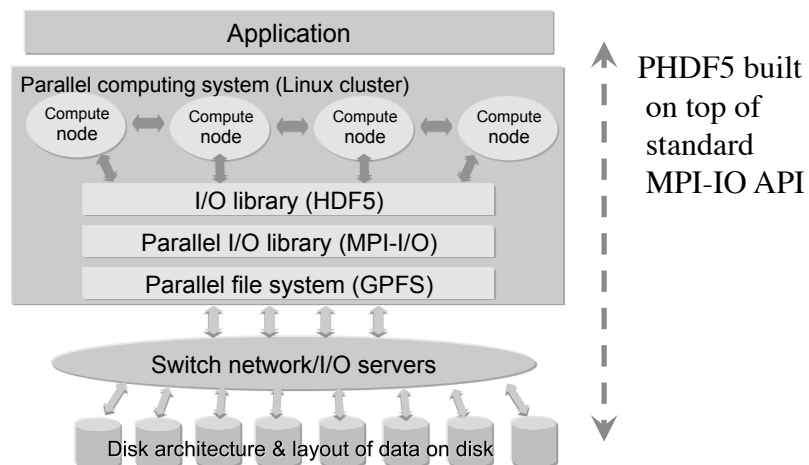 Application
Parallel computing system (Linux cluster)
Compute
node
Compute
node
Compute
node
Compute
node
I/O library (HDF5)
Parallel I/O library (MPI-I/O)
Parallel file system (GPFS)
Switch network/I/O servers
Disk architecture & layout of data on disk
PHDF5 built
on top of
standard
MPI-IO API